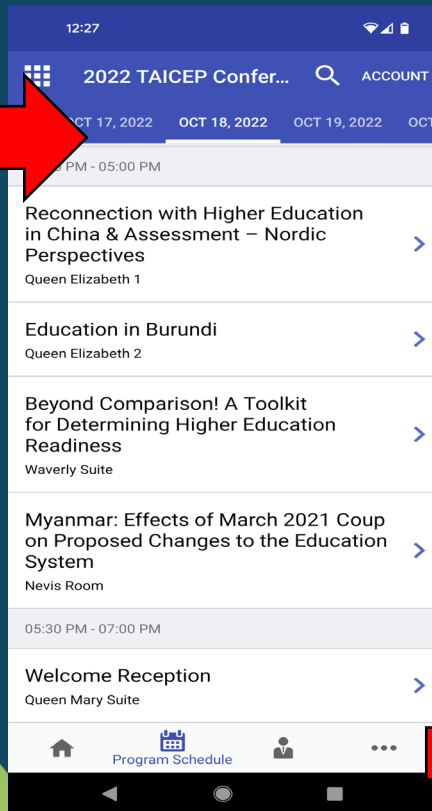 12:27
2022 TAICEP Confer... ACCOUNT
CT 17, 2022 OCT 18, 2022 OCT 19, 2022 OCT
PM - 05:00 PM
Reconnection with Higher Education
in China & Assessment – Nordic
Perspectives
Queen Elizabeth 1
Education in Burundi
Queen Elizabeth 2
Beyond Comparison! A Toolkit
for Determining Higher Education
Readiness
Waverly Suite
Myanmar: Effects of March 2021 Coup
on Proposed Changes to the Education
System
Nevis Room
05:30 PM - 07:00 PM
Welcome Reception
Queen Mary Suite
Program Schedule